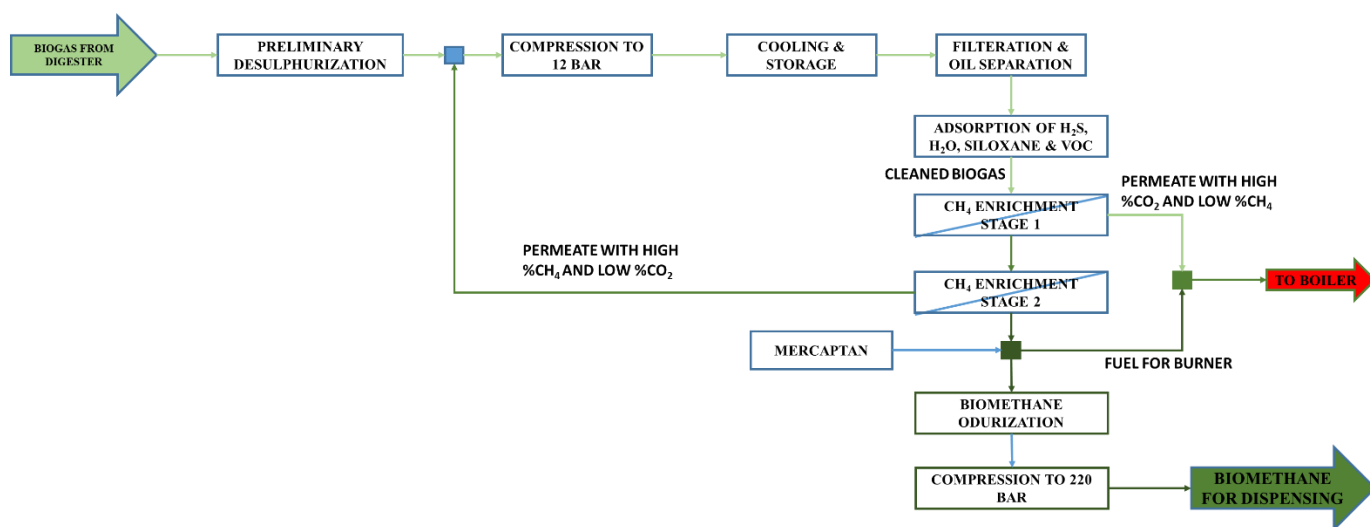 BIOGAS FROM
DIGESTER
PRELIMINARY
DESULPHURIZATION
COMPRESSION TO
12 BAR
COOLING &
STORAGE
FILTERATION &
OIL SEPARATION
ADSORPTION OF H₂S,
H₂O, SILOXANE & VOC
CLEANED BIOGAS
PERMEATE WITH HIGH
%CO₂ AND LOW %CH₄
CH₄ ENRICHMENT
STAGE 1
PERMEATE WITH HIGH
%CH₄ AND LOW %CO₂
CH₄ ENRICHMENT
STAGE 2
TO BOILER
MERCAPTAN
FUEL FOR BURNER
BIOMETHANE
ODURIZATION
COMPRESSION TO 220
BAR
BIOMETHANE
FOR DISPENSING